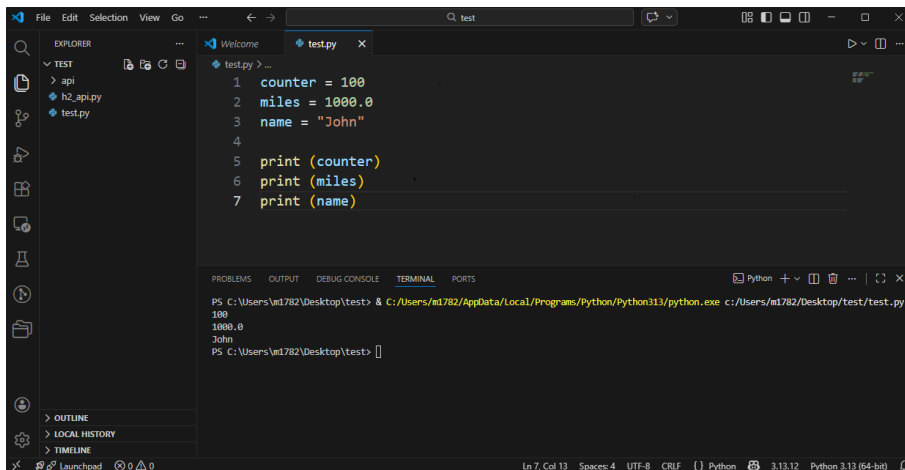 File Edit Selection View Go ··· test
EXPLORER ···
TEST
api
h2_api.py
test.py
Welcome test.py
test.py > ...
1 counter = 100
2 miles = 1000.0
3 name = "John"
4
5 print (counter)
6 print (miles)
7 print (name)
PROBLEMS OUTPUT DEBUG CONSOLE TERMINAL PORTS Python
PS C:\Users\m1782\Desktop\test> & C:/Users/m1782/AppData/Local/Programs/Python/Python313/python.exe c:/Users/m1782/Desktop/test/test.py
100
1000.0
John
PS C:\Users\m1782\Desktop\test>
OUTLINE
LOCAL HISTORY
TIMELINE
Launchpad 0 0 Ln 7, Col 13 Spaces: 4 UTF-8 CRLF {} Python 3.13.12 Python 3.13 (64-bit)